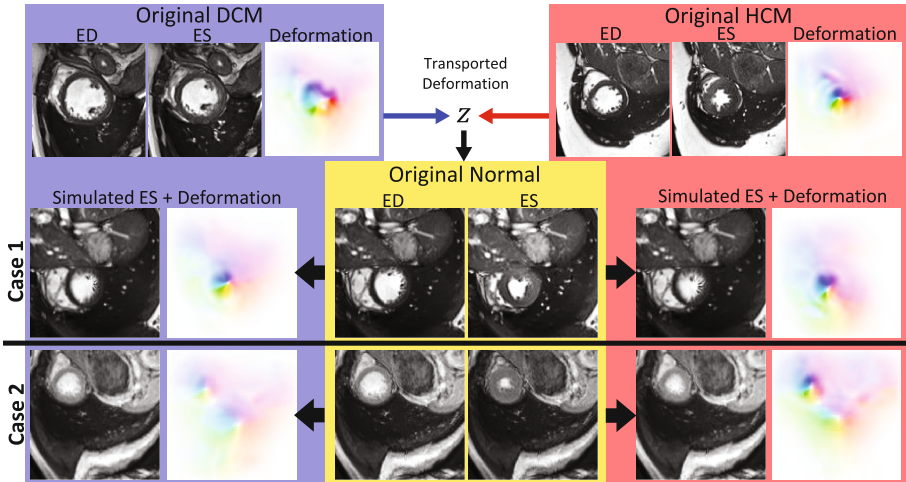 Original DCM
ED
ES
Deformation
Transported
Deformation
Z
Original HCM
ED
ES
Deformation
Original Normal
ED
ES
Simulated ES + Deformation
Simulated ES + Deformation
Case 1
Case 2